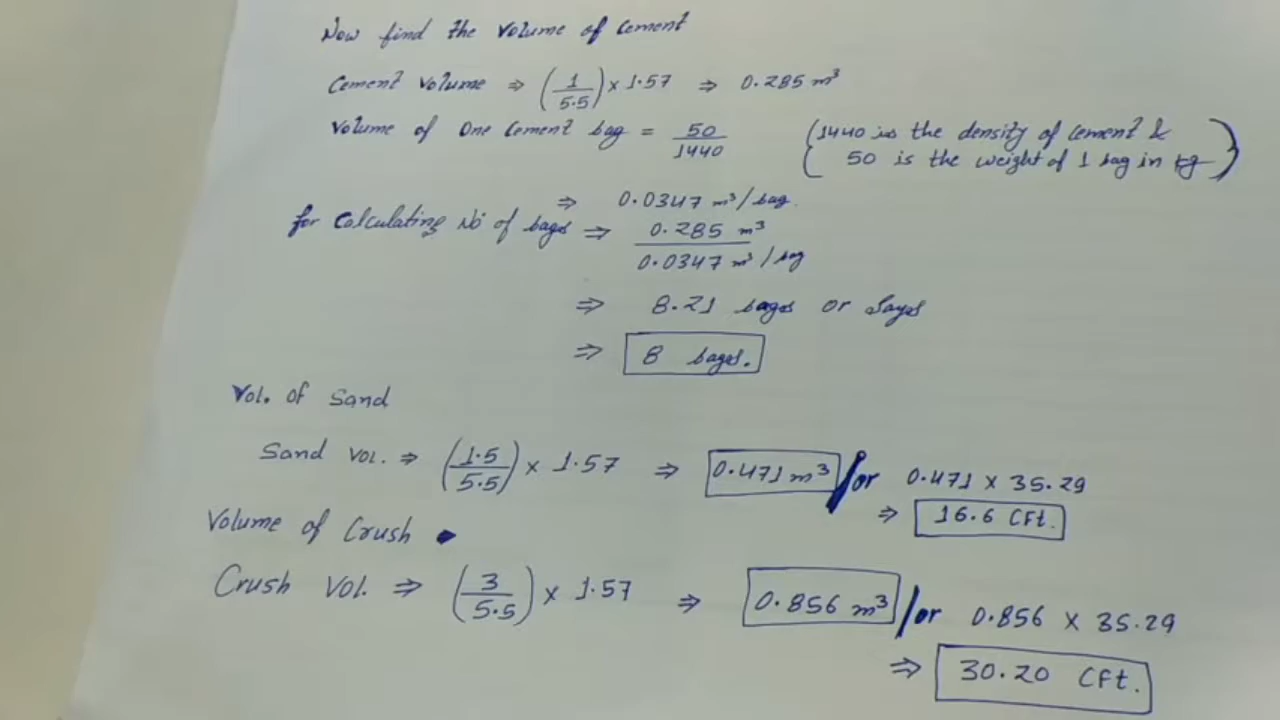 Now find the Volume of Cement
Cement Volume ⇒ (1/5.5) × 1.57 ⇒ 0.285 m³
Volume of One Cement bag = 50/1440 (1440 is the density of cement & 50 is the weight of 1 bag in kg)
⇒ 0.0347 m³/bag.
for Calculating No of bags ⇒ 0.285 m³ / 0.0347 m³/bag
⇒ 8.21 bags or Says
⇒ 8 bags.
Vol. of Sand
Sand Vol. ⇒ (1.5/5.5) × 1.57 ⇒ 0.471 m³ / or 0.471 × 35.29
⇒ 16.6 Cft.
Volume of Crush
Crush Vol. ⇒ (3/5.5) × 1.57 ⇒ 0.856 m³ / or 0.856 × 35.29
⇒ 30.20 Cft.